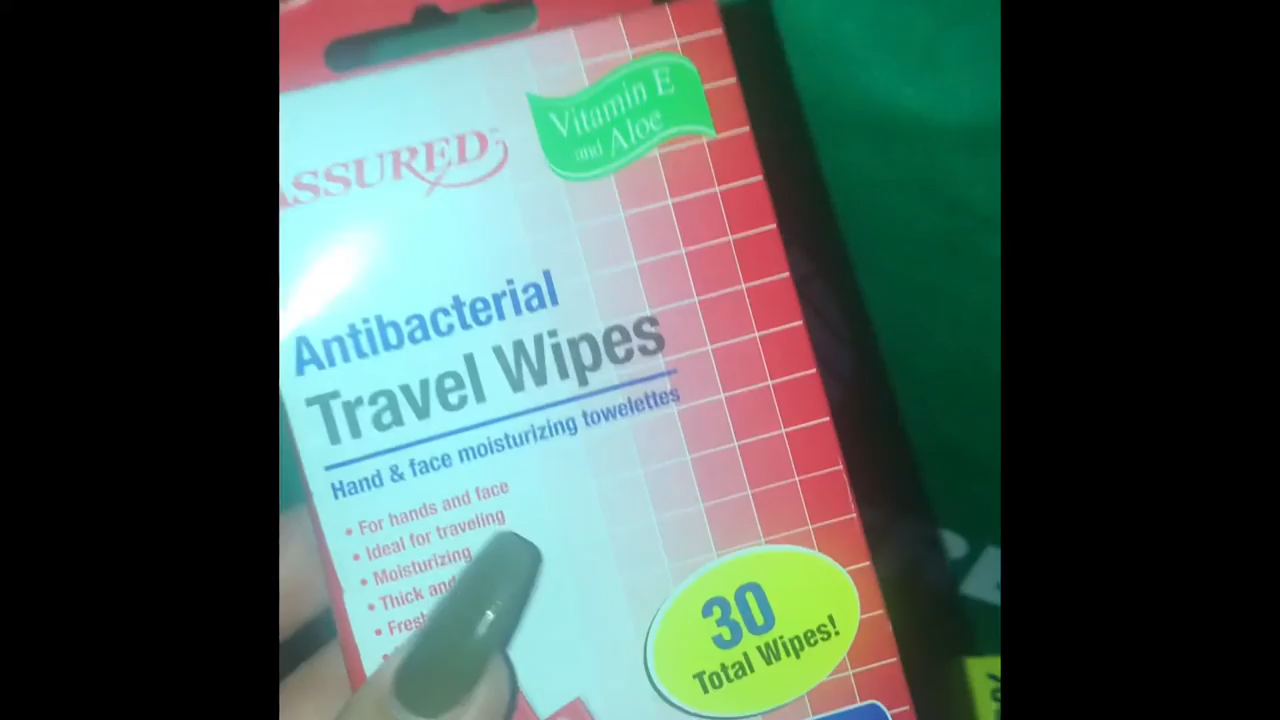 Vitamin E
and Aloe
ASSURED
Antibacterial
Travel Wipes
Hand & face moisturizing towelettes
• For hands and face
• Ideal for traveling
• Moisturizing
• Thick and
30
Total Wipes!